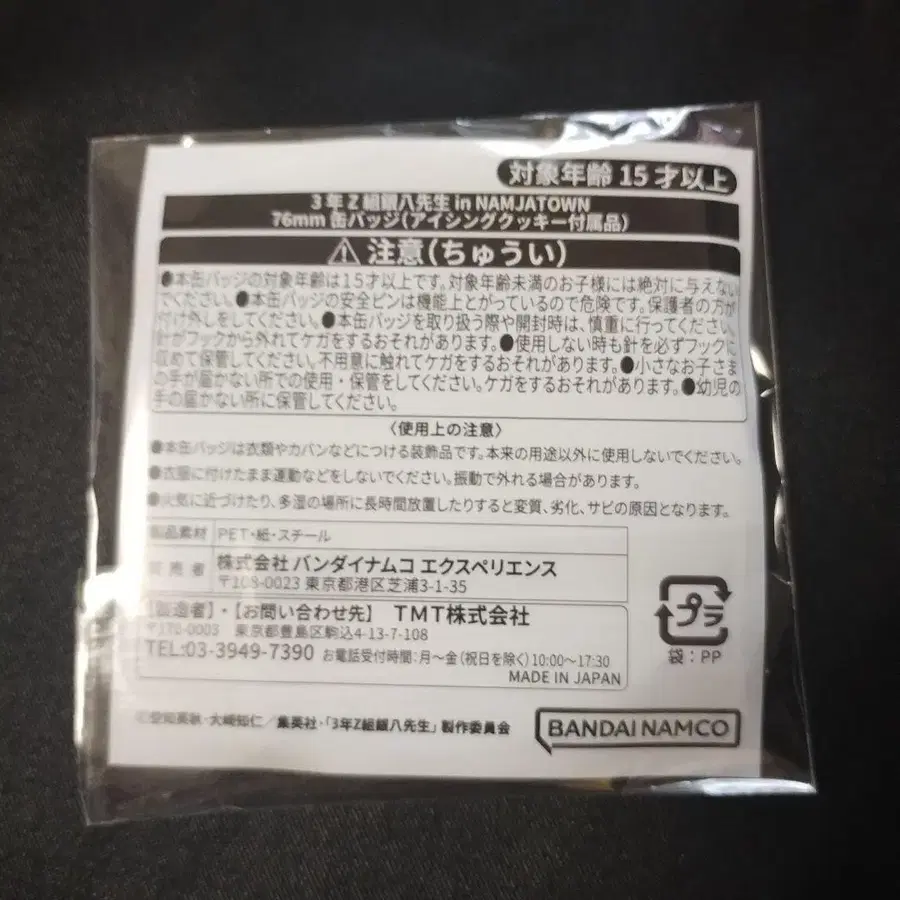 対象年齢 15 才以上
3年Z組銀八先生 in NAMJATOWN
76mm 缶バッジ(アイシングクッキー付属品)
⚠ 注意(ちゅうい)
●本缶バッジの対象年齢は15才以上です。対象年齢未満のお子様には絶対に与えない
でください。●本缶バッジの安全ピンは機能上とがっているので危険です。保護者の方が
付け外しをしてください。●本缶バッジを取り扱う際や開封時は、慎重に行ってください。
針がフックから外れてケガをするおそれがあります。●使用しない時も針を必ずフックに
収めて保管してください。不用意に触れてケガをするおそれがあります。●小さなお子さま
の手が届かない所での使用・保管をしてください。ケガをするおそれがあります。●幼児の
手の届かない所に保管してください。
〈使用上の注意〉
●本缶バッジは衣類やカバンなどにつける装飾品です。本来の用途以外に使用しないでください。
●衣服に付けたまま運動などをしないでください。振動で外れる場合があります。
●火気に近づけたり、多湿の場所に長時間放置したりすると変質、劣化、サビの原因となります。
製品素材 PET・紙・スチール
販売者 株式会社 バンダイナムコ エクスペリエンス
〒108-0023 東京都港区芝浦3-1-35
【製造者】・【お問い合わせ先】 TMT株式会社
〒170-0003 東京都豊島区駒込4-13-7-108
TEL:03-3949-7390 お電話受付時間:月～金(祝日を除く)10:00～17:30
MADE IN JAPAN
プラ
袋:PP
©空知英秋・大崎知仁/集英社・「3年Z組銀八先生」製作委員会
BANDAI NAMCO